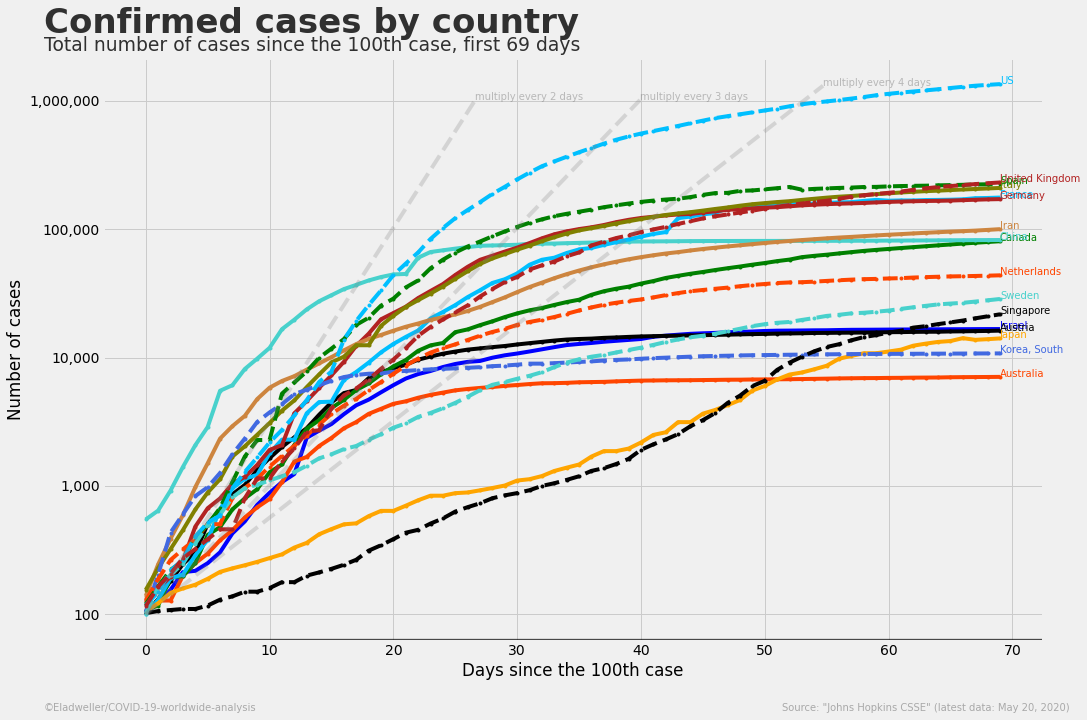 Confirmed cases by country
Total number of cases since the 100th case, first 69 days
multiply every 2 days
multiply every 3 days
multiply every 4 days
US
United Kingdom
Spain
Italy
Germany
Iran
Canada
Netherlands
Sweden
Singapore
Israel
Austria
Japan
Korea, South
Australia
1,000,000
100,000
10,000
1,000
100
Number of cases
0 10 20 30 40 50 60 70
Days since the 100th case
©Eladweller/COVID-19-worldwide-analysis
Source: "Johns Hopkins CSSE" (latest data: May 20, 2020)